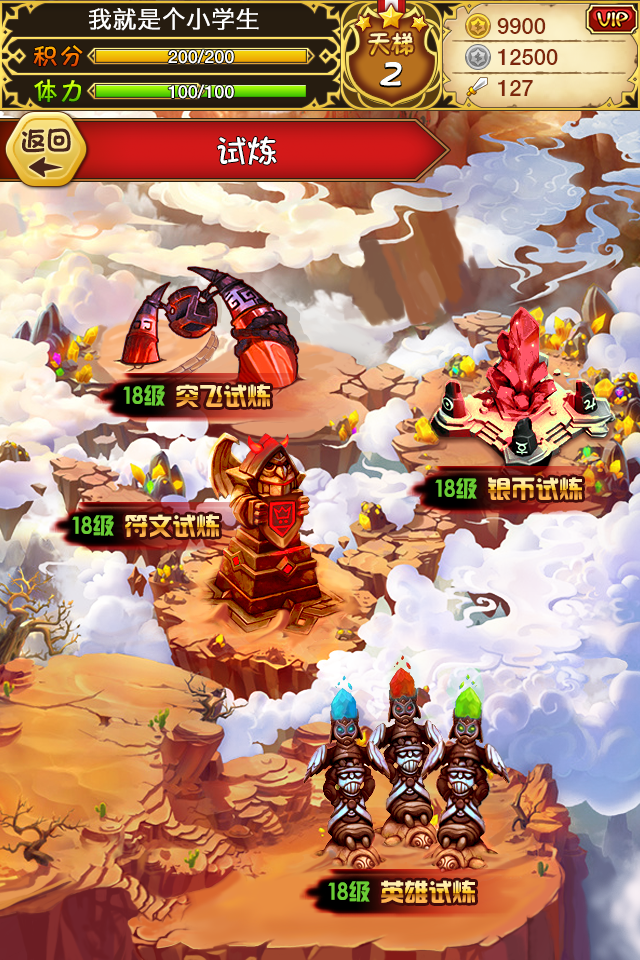 我就是个小学生
积分 200/200
体力 100/100
天梯
2
9900
12500
127
VIP
返回
试炼
18级 突飞试炼
18级 银币试炼
18级 符文试炼
18级 英雄试炼